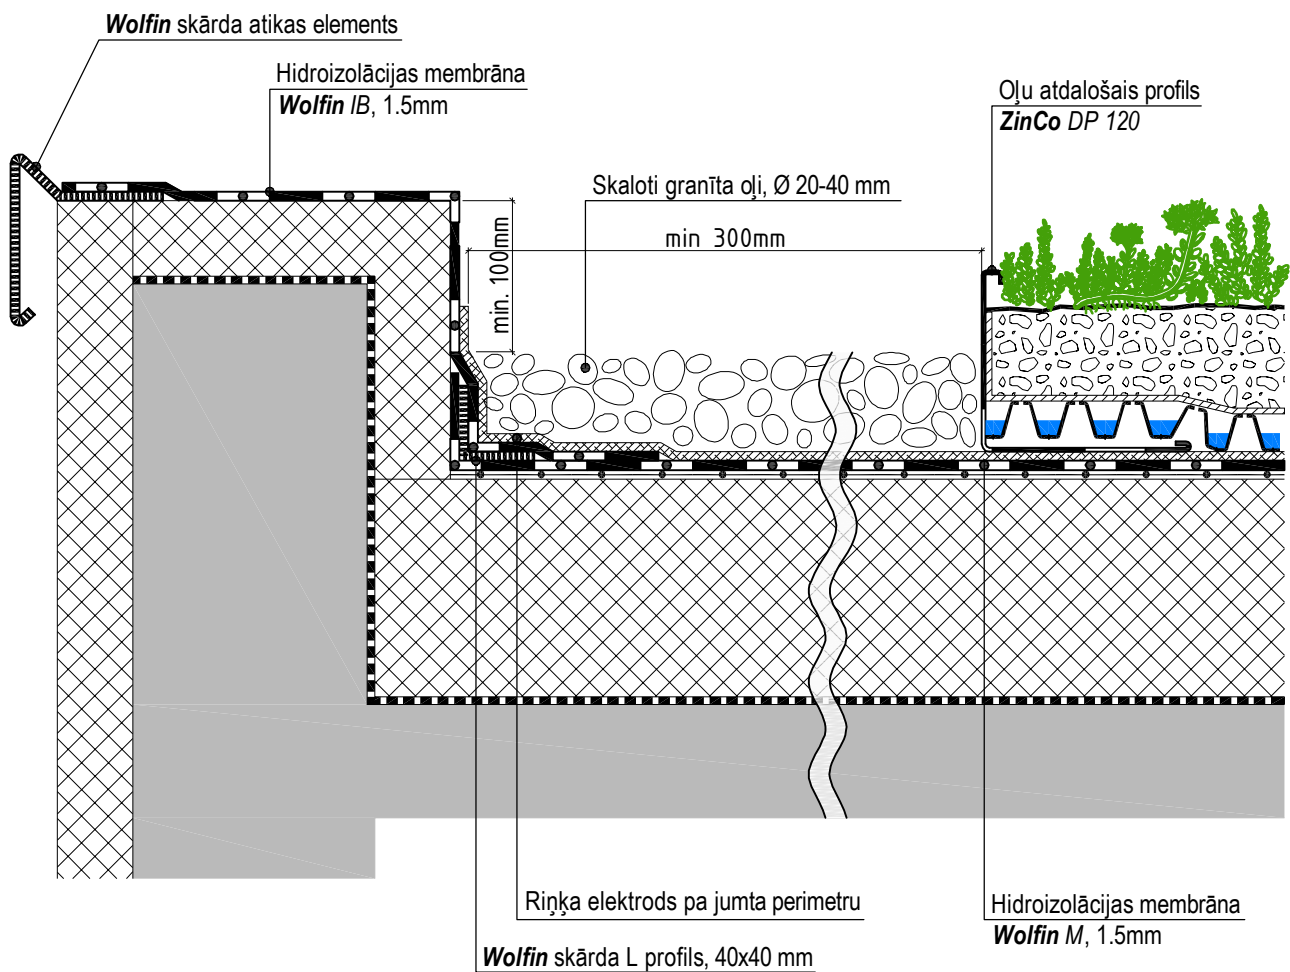 Wolfin skārda atikas elements
Hidroizolācijas membrāna
Wolfin IB, 1.5mm
Oļu atdalošais profils
ZinCo DP 120
Skaloti granīta oļi, Ø 20-40 mm
min 300mm
min. 100mm
Riņķa elektrods pa jumta perimetru
Wolfin skārda L profils, 40x40 mm
Hidroizolācijas membrāna
Wolfin M, 1.5mm